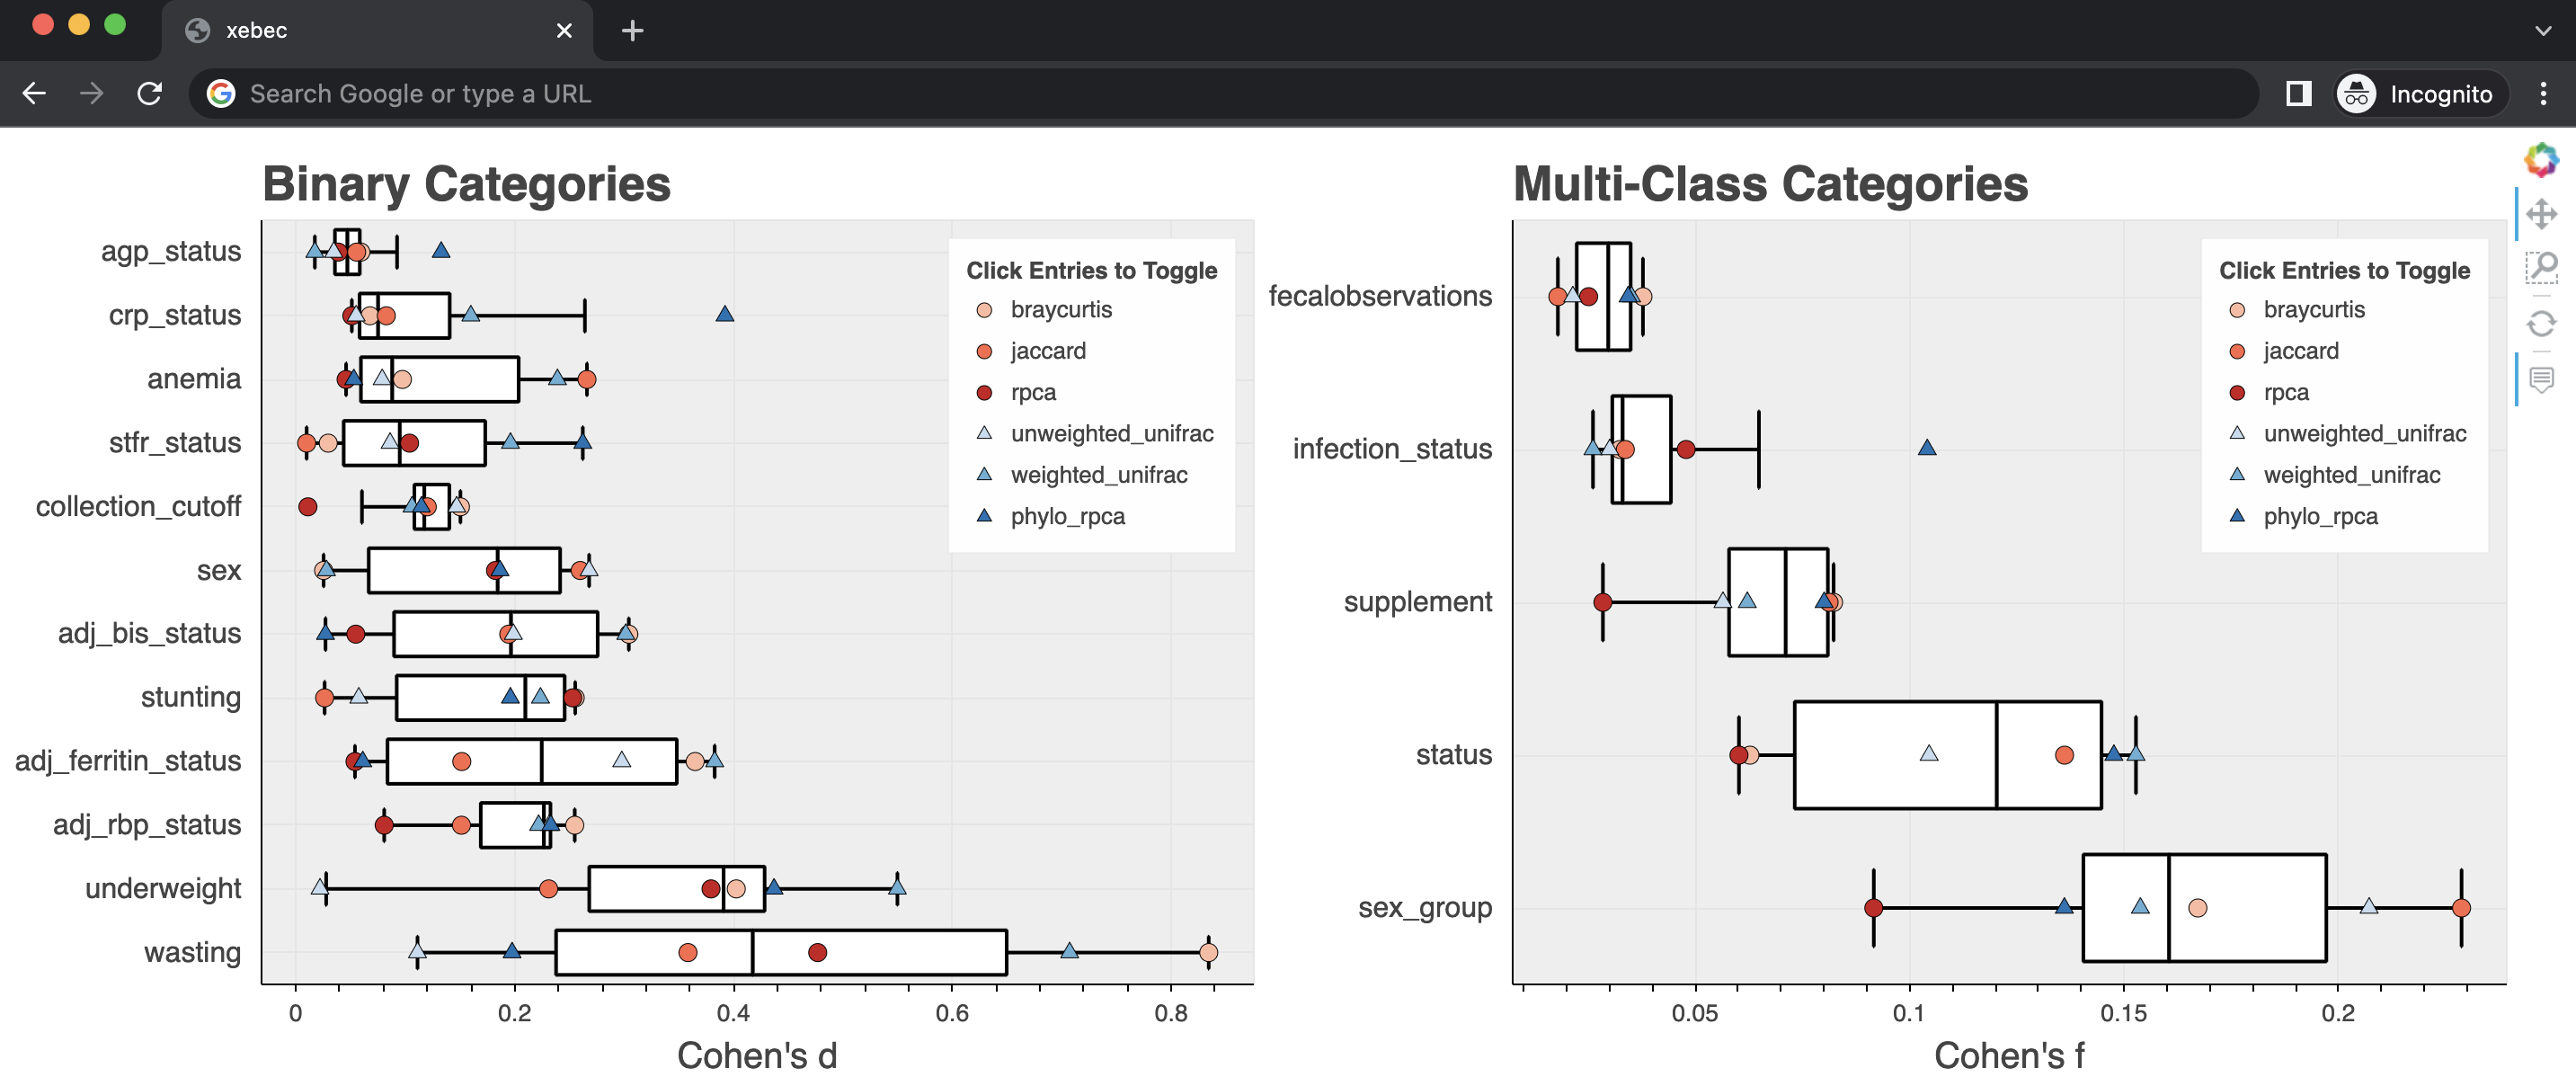 xebec
Search Google or type a URL
Incognito
Binary Categories
agp_status
crp_status
anemia
stfr_status
collection_cutoff
sex
adj_bis_status
stunting
adj_ferritin_status
adj_rbp_status
underweight
wasting
Click Entries to Toggle
braycurtis
jaccard
rpca
unweighted_unifrac
weighted_unifrac
phylo_rpca
0 0.2 0.4 0.6 0.8
Cohen's d
Multi-Class Categories
fecalobservations
infection_status
supplement
status
sex_group
Click Entries to Toggle
braycurtis
jaccard
rpca
unweighted_unifrac
weighted_unifrac
phylo_rpca
0.05 0.1 0.15 0.2
Cohen's f